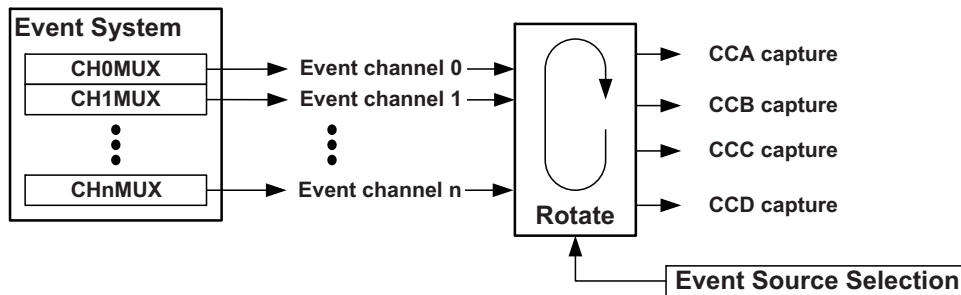 Event System
CH0MUX
Event channel 0
CCA capture
CH1MUX
Event channel 1
CCB capture
CCC capture
CHnMUX
Event channel n
Rotate
CCD capture
Event Source Selection